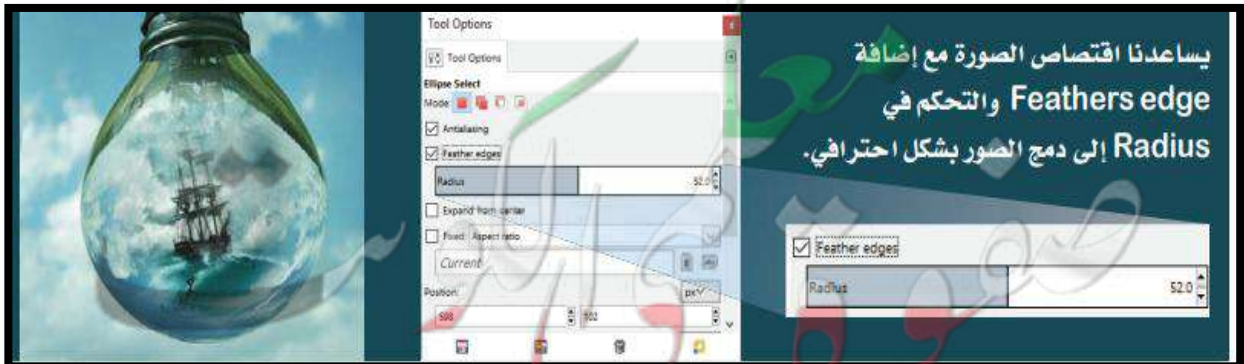 Tool Options
Tool Options
Ellipse Select
Mode:
Antialiasing
Feather edges
Radius 52.0
Expand from center
Fixed: Aspect ratio
Current
Position: px
102
يساعدنا اقتصاص الصورة مع إضافة
Feathers edge والتحكم في
Radius إلى دمج الصور بشكل احترافي.
Feather edges
Radius 52.0
صفوة